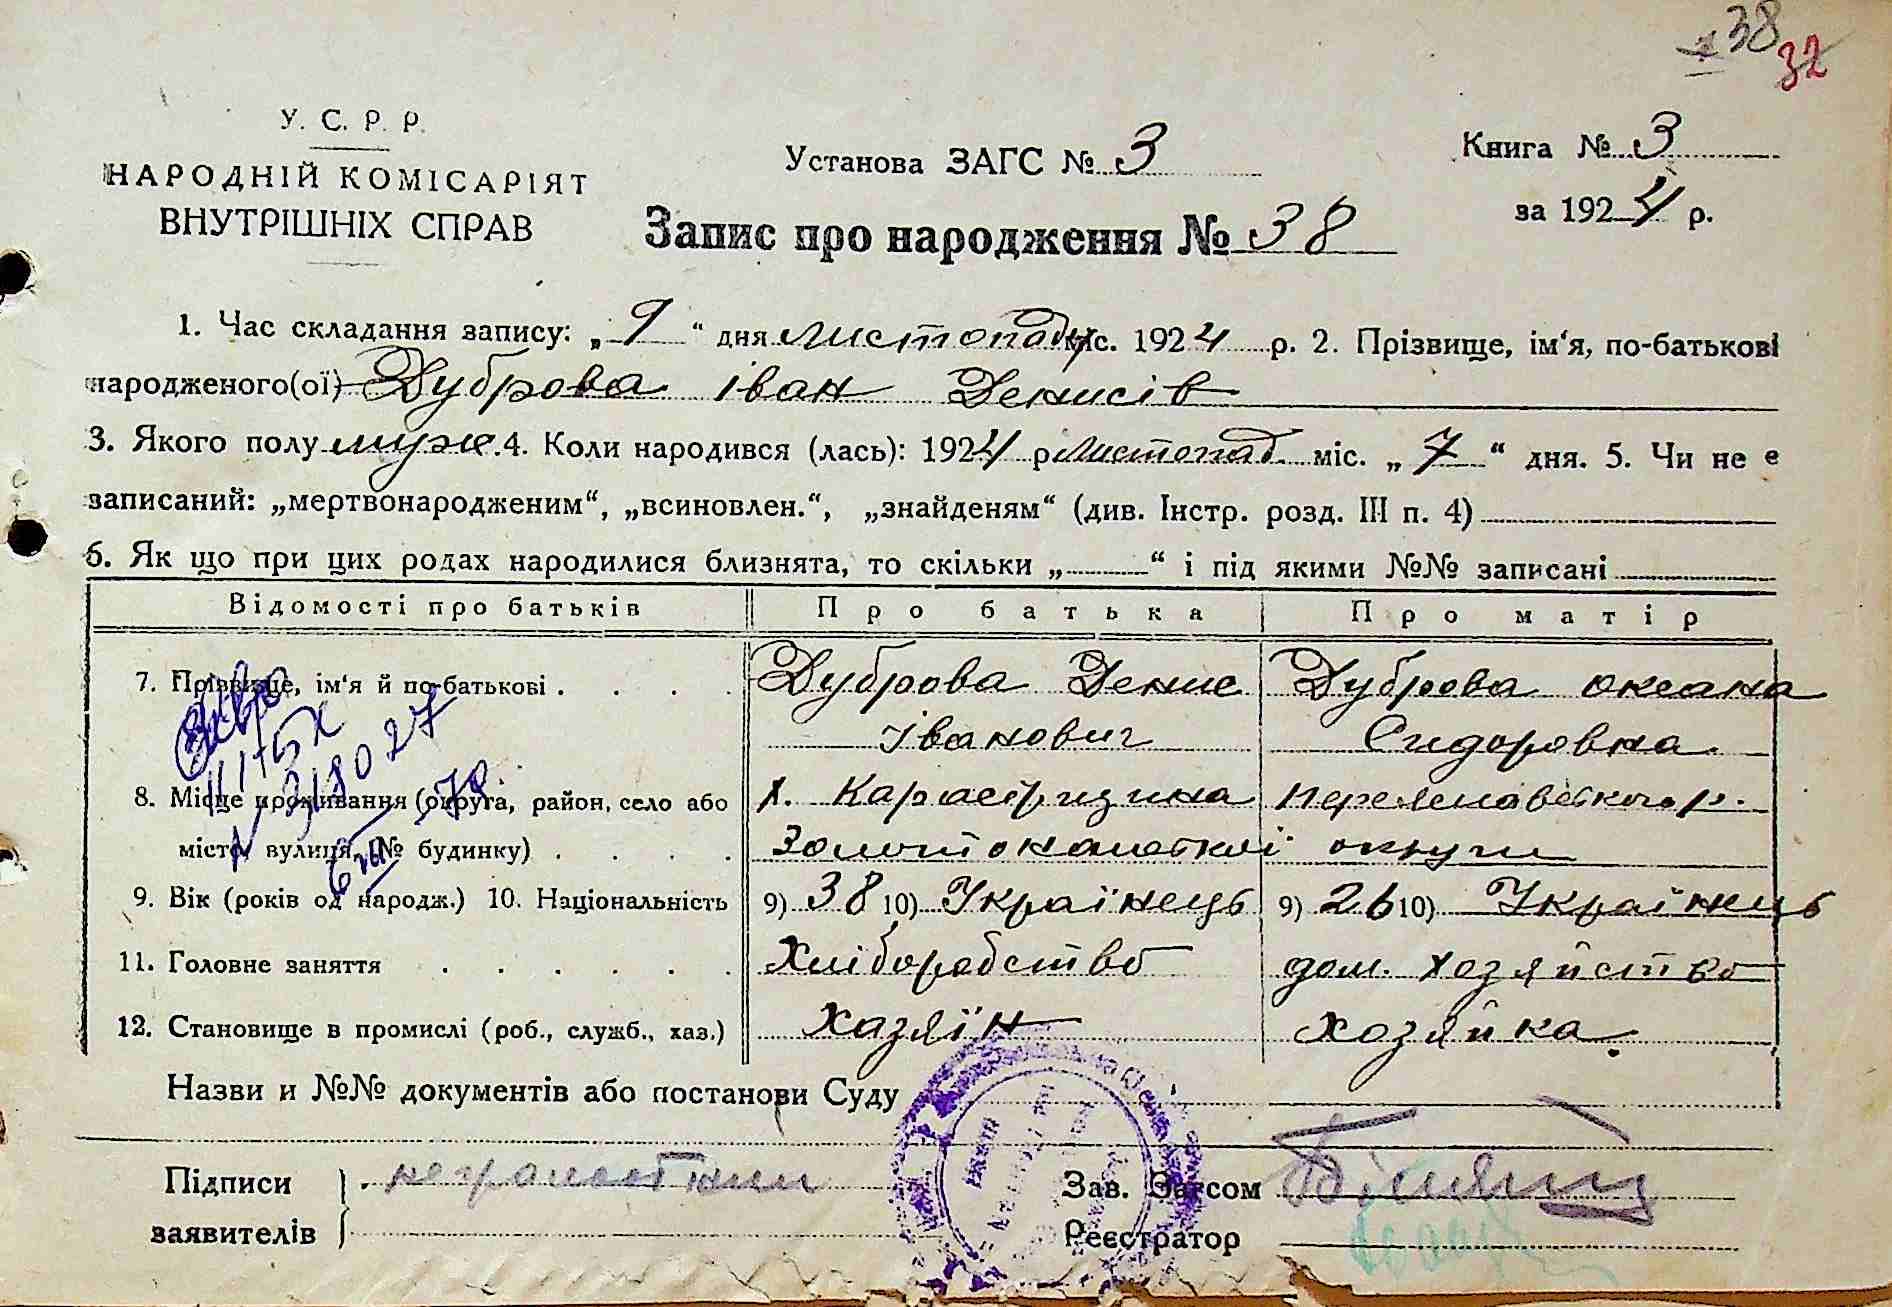 38
32
У. С. Р. Р.
НАРОДНІЙ КОМІСАРІЯТ
ВНУТРІШНІХ СПРАВ
Установа ЗАГС № 3
Книга № 3
за 1924 р.
Запис про народження № 38
1. Час складання запису: „9“ дня листопаду міс. 1924 р. 2. Прізвище, ім‘я, по-батькові
народженого(ої) Дуброва Іван Денисів
3. Якого полу муж. 4. Коли народився (лась): 1924 р листопад. міс. „7“ дня. 5. Чи не е
записаний: „мертвонародженим“, „всиновлен.“, „знайденям“ (див. Інстр. розд. III п. 4)
6. Як що при цих родах народилися близнята, то скільки „ “ і під якими №№ записані
Відомості про батьків Про батька Про матір
7. Прізвище, ім‘я й по-батькові . . . . Дуброва Денис Дуброва Оксана
Іванович Сидоровна
8. Місце проживання (округа, район, село або х. Переяславського р.
місто, вулиця, № будинку) . . . . Золотоношської округи
9. Вік (років од народж.) 10. Національність 9) 38 10) Українець 9) 26 10) Українець
11. Головне заняття . . . . . . Хліборобство дом. хозяйство
12. Становище в промислі (роб., служб., хаз.) Хазяїн хозяйка.
Назви и №№ документів або постанови Суду
Підписи неграмотний Зав. Загсом
заявителів Реєстратор